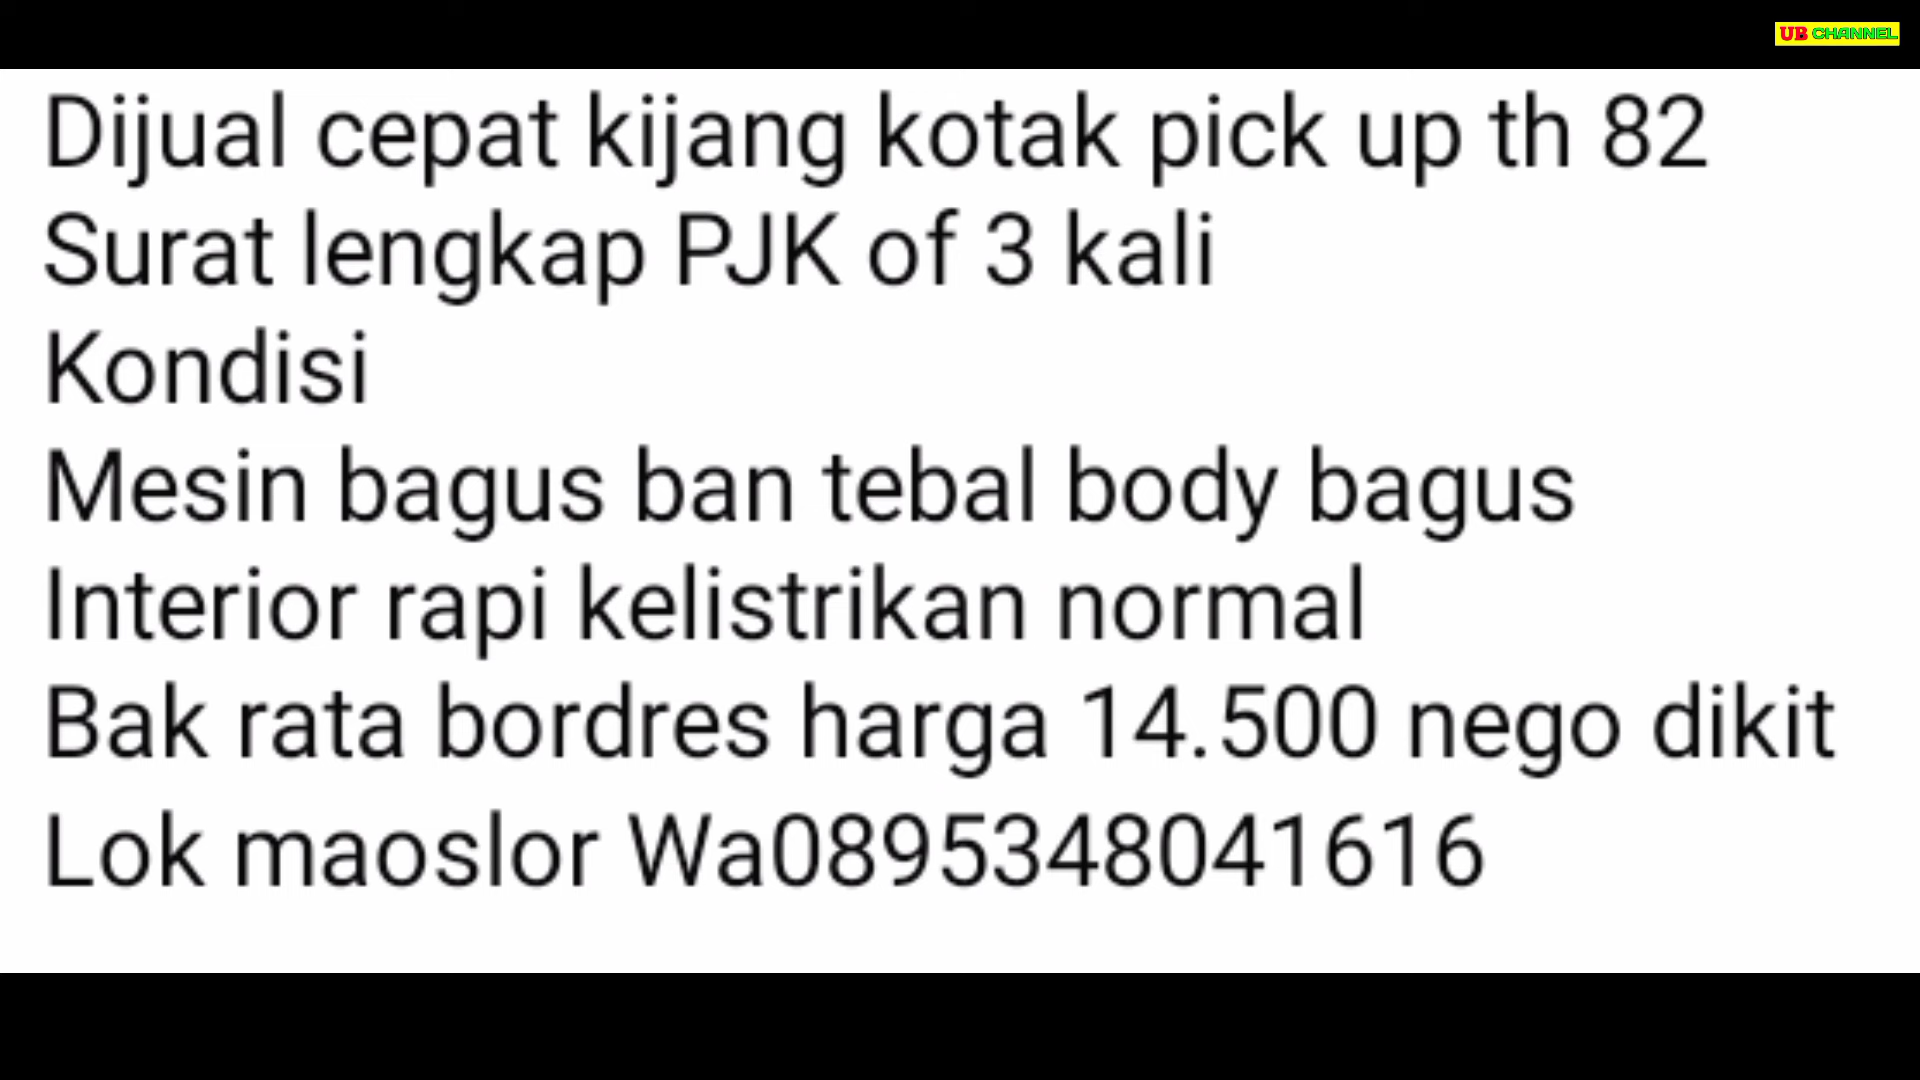 UB CHANNEL
Dijual cepat kijang kotak pick up th 82
Surat lengkap PJK of 3 kali
Kondisi
Mesin bagus ban tebal body bagus
Interior rapi kelistrikan normal
Bak rata bordres harga 14.500 nego dikit
Lok maoslor Wa0895348041616